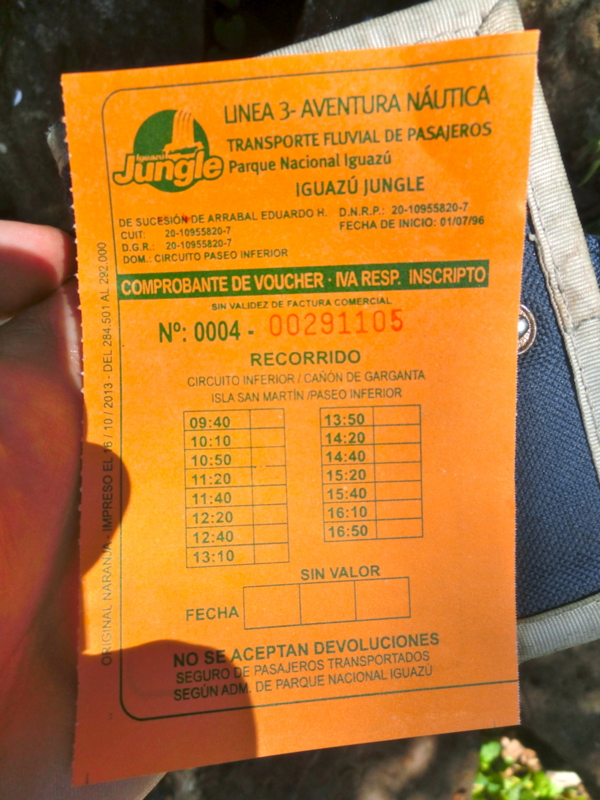 LINEA 3- AVENTURA NÁUTICA
TRANSPORTE FLUVIAL DE PASAJEROS
Parque Nacional Iguazú
IGUAZÚ JUNGLE
Iguazú
Jungle
DE SUCESIÓN DE ARRABAL EDUARDO H.
CUIT: 20-10955820-7
D.G.R.: 20-10955820-7
DOM.: CIRCUITO PASEO INFERIOR
D.N.R.P.: 20-10955820-7
FECHA DE INICIO: 01/07/96
COMPROBANTE DE VOUCHER · IVA RESP. INSCRIPTO
SIN VALIDEZ DE FACTURA COMERCIAL
Nº: 0004 - 00291105
RECORRIDO
CIRCUITO INFERIOR / CAÑÓN DE GARGANTA
ISLA SAN MARTÍN /PASEO INFERIOR
09:40
10:10
10:50
11:20
11:40
12:20
12:40
13:10
13:50
14:20
14:40
15:20
15:40
16:10
16:50
SIN VALOR
FECHA
NO SE ACEPTAN DEVOLUCIONES
SEGURO DE PASAJEROS TRANSPORTADOS
SEGÚN ADM. DE PARQUE NACIONAL IGUAZÚ
ORIGINAL NARANJA - IMPRESO EL 16 / 10 / 2013 - DEL 284.501 AL 292.000